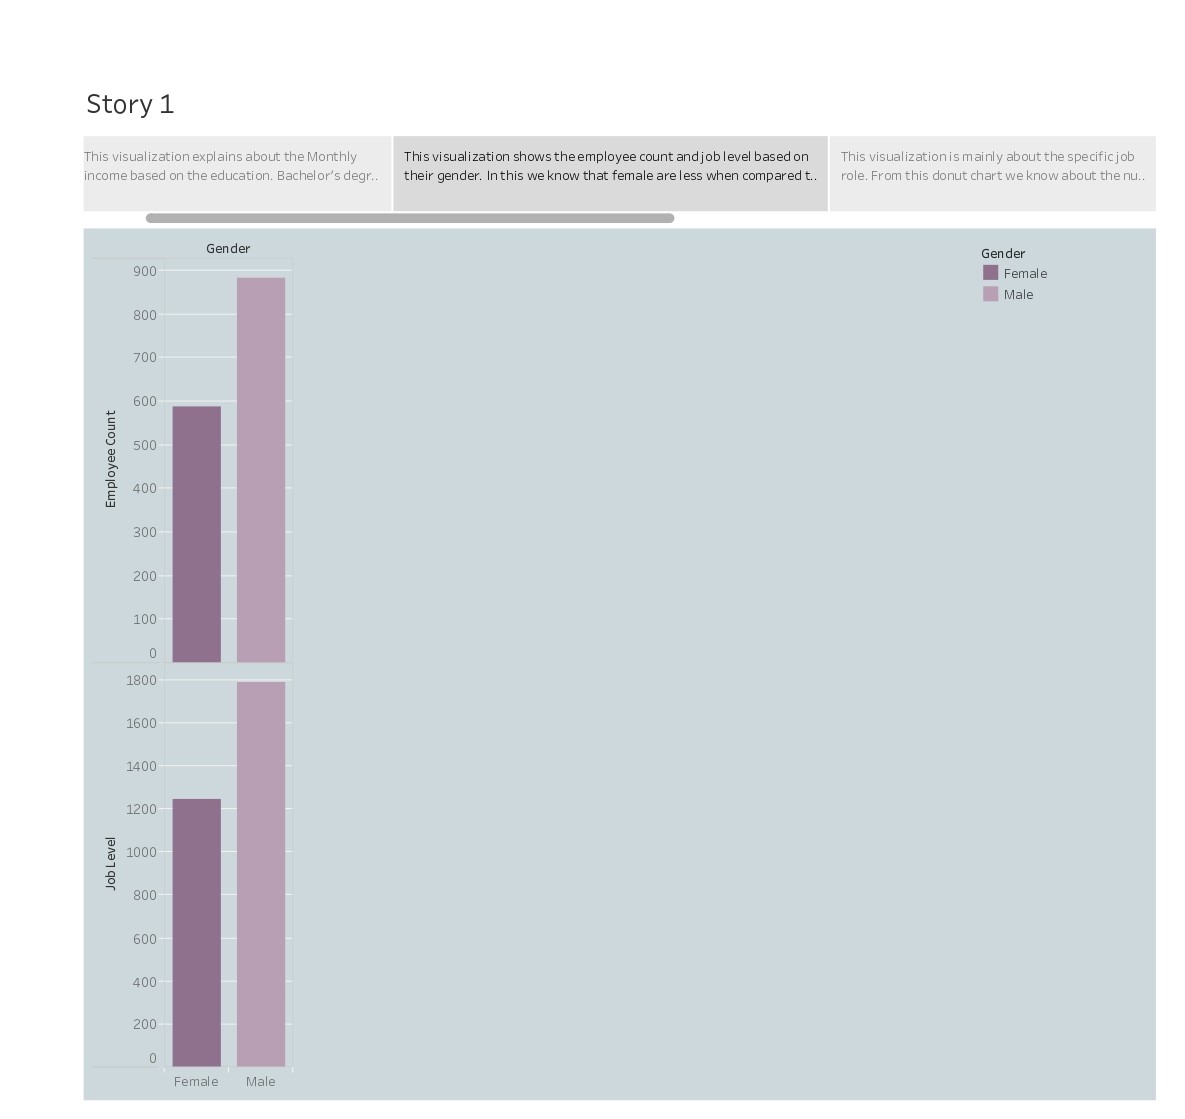 Story 1
This visualization explains about the Monthly
income based on the education. Bachelor's degr..
This visualization shows the employee count and job level based on
their gender. In this we know that female are less when compared t..
This visualization is mainly about the specific job
role. From this donut chart we know about the nu..
Gender
900
800
700
600
500
400
300
200
100
0
Employee Count
1800
1600
1400
1200
1000
800
600
400
200
0
Job Level
Female
Male
Gender
Female
Male